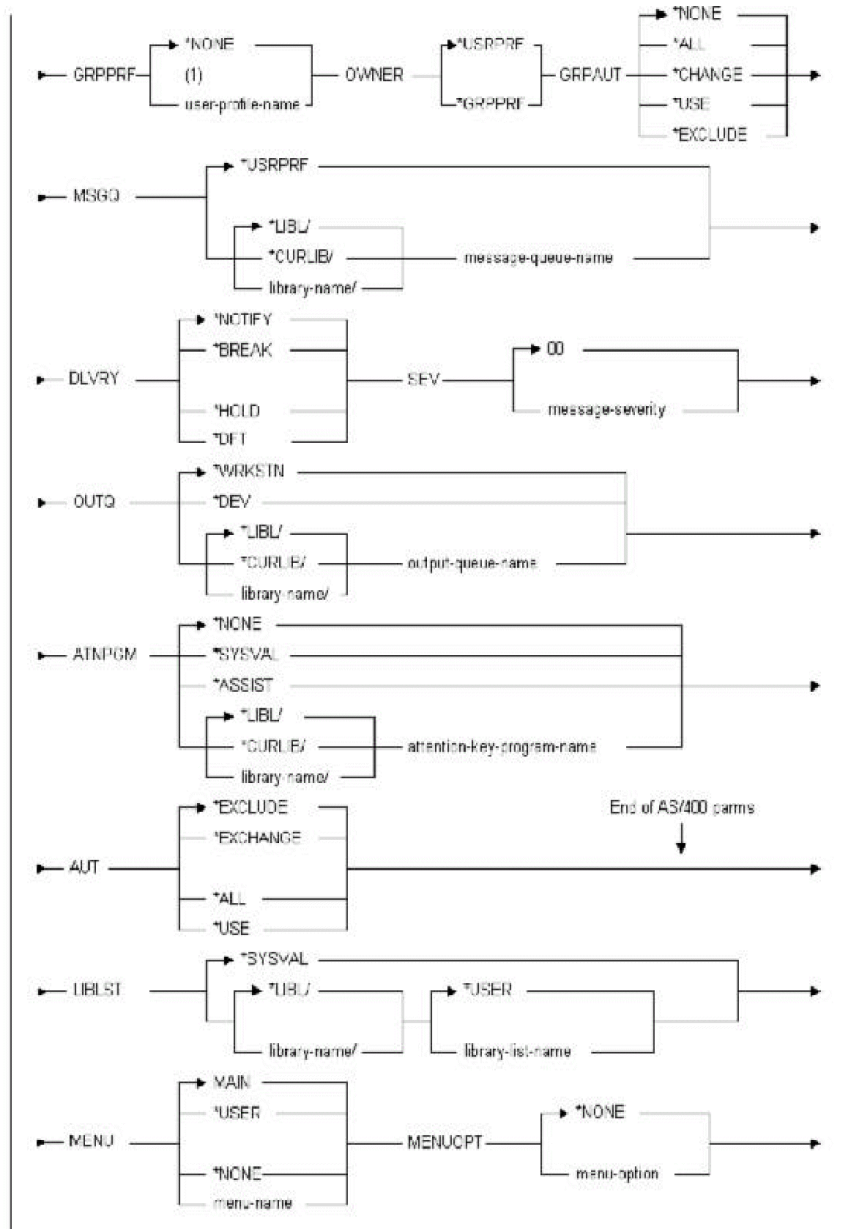 *NONE
*NONE
*USRPRF
*ALL
GRPPRF (1) OWNER GRPAUT *CHANGE
user-profile-name *GRPPRF *USE
*EXCLUDE
*USRPRF
MSGQ
*LIBL/
*CURLIB/ message-queue-name
library-name/
*NOTIFY
*BREAK 00
DLVRY SEV
*HOLD message-severity
*DFT
*WRKSTN
OUTQ *DEV
*LIBL/
*CURLIB/ output-queue-name
library-name/
*NONE
ATNPGM *SYSVAL
*ASSIST
*LIBL/
*CURLIB/ attention-key-program-name
library-name/
*EXCLUDE End of AS/400 parms
*EXCHANGE
AUT
*ALL
*USE
*SYSVAL
LIBLST *LIBL/ *USER
library-name/ library-list-name
MAIN
*USER *NONE
MENU MENUOPT
*NONE menu-option
menu-name